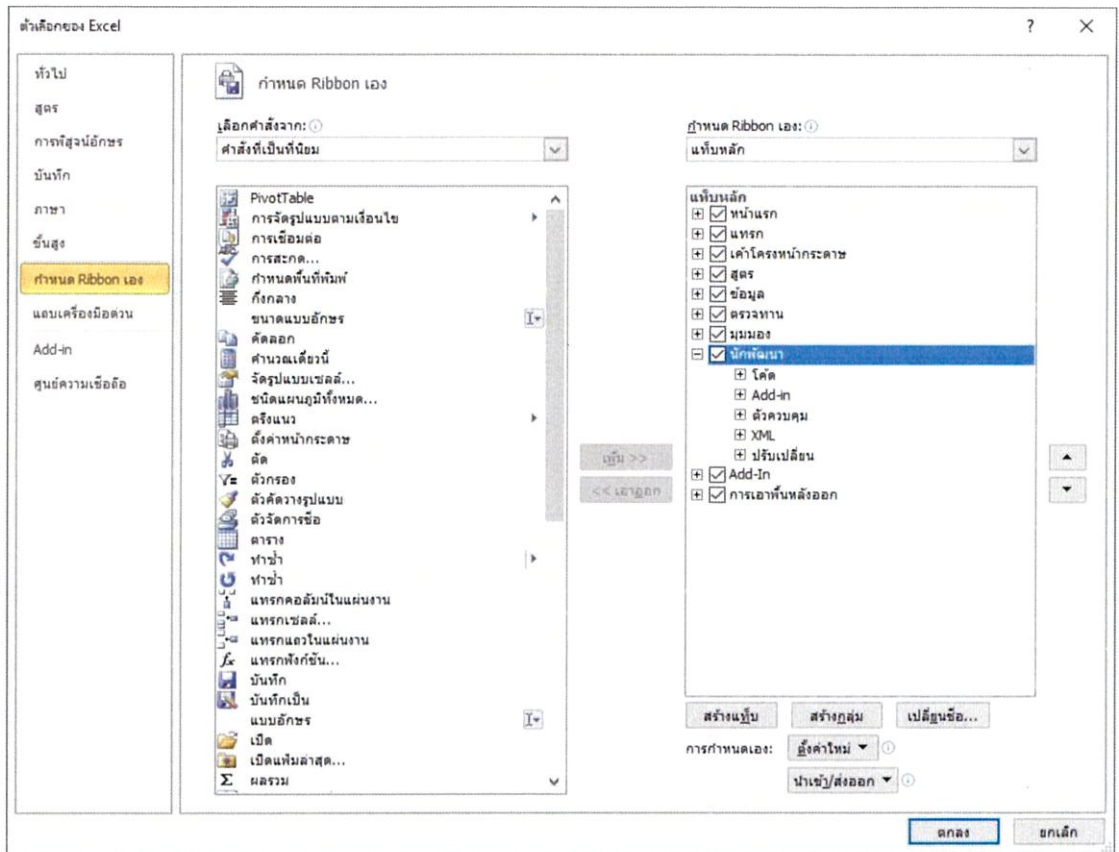 ตัวเลือกของ Excel
ทั่วไป
สูตร
การพิสูจน์อักษร
บันทึก
ภาษา
ขั้นสูง
กำหนด Ribbon เอง
แถบเครื่องมือด่วน
Add-in
ศูนย์ความเชื่อถือ
กำหนด Ribbon เอง
เลือกคำสั่งจาก:
คำสั่งที่เป็นที่นิยม
PivotTable
การจัดรูปแบบตามเงื่อนไข
การเชื่อมต่อ
การสะกด...
กำหนดพื้นที่พิมพ์
กึ่งกลาง
ขนาดแบบอักษร
คัดลอก
คำนวณเดี๋ยวนี้
จัดรูปแบบเซลล์...
ชนิดแผนภูมิทั้งหมด...
ตรึงแนว
ตั้งค่าหน้ากระดาษ
ตัด
ตัวกรอง
ตัวคัดวางรูปแบบ
ตัวจัดการชื่อ
ตาราง
ทำซ้ำ
ทำซ้ำ
แทรกคอลัมน์ในแผ่นงาน
แทรกเซลล์...
แทรกแถวในแผ่นงาน
แทรกฟังก์ชัน...
บันทึก
บันทึกเป็น
แบบอักษร
เปิด
เปิดแฟ้มล่าสุด...
ผลรวม
เพิ่ม >>
<< เอาออก
กำหนด Ribbon เอง:
แท็บหลัก
แท็บหลัก
หน้าแรก
แทรก
เค้าโครงหน้ากระดาษ
สูตร
ข้อมูล
ตรวจทาน
มุมมอง
นักพัฒนา
โค้ด
Add-in
ตัวควบคุม
XML
ปรับเปลี่ยน
Add-In
การเอาพื้นหลังออก
สร้างแท็บ
สร้างกลุ่ม
เปลี่ยนชื่อ...
การกำหนดเอง:
ตั้งค่าใหม่
นำเข้า/ส่งออก
ตกลง
ยกเลิก